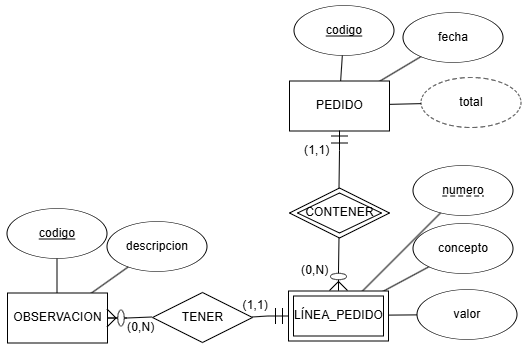 codigo
fecha
PEDIDO
total
(1,1)
numero
CONTENER
codigo
descripcion
concepto
(0,N)
(1,1)
OBSERVACION
TENER
LÍNEA_PEDIDO
valor
(0,N)